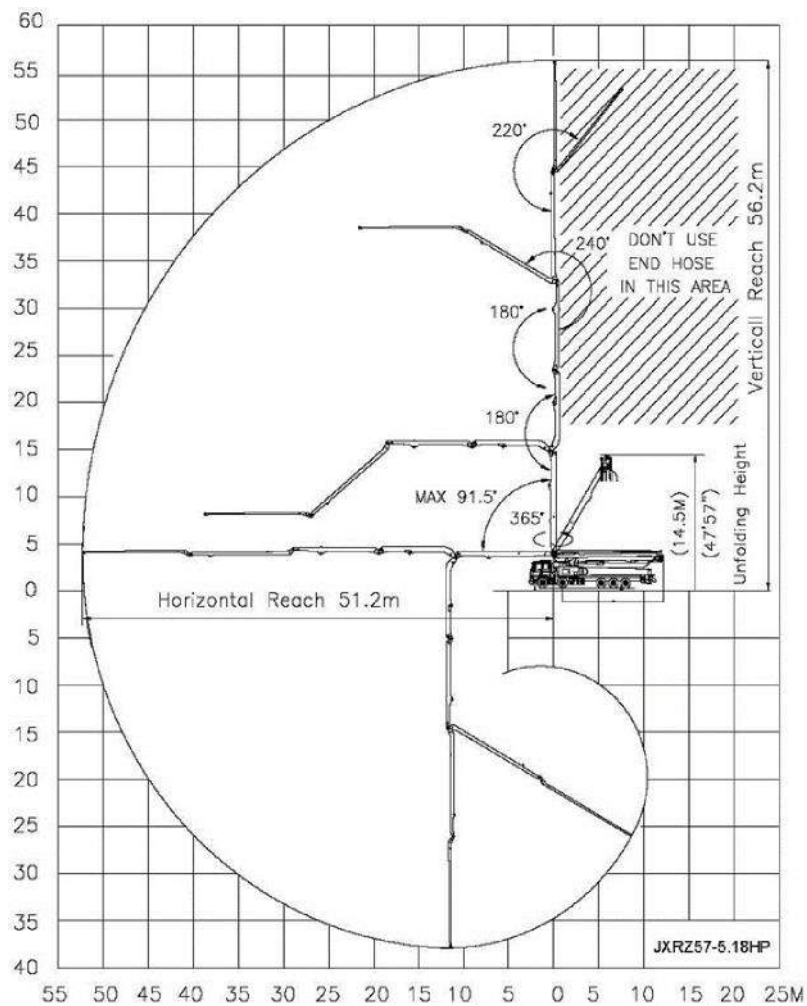 60
55
50
45
40
35
30
25
20
15
10
5
0
5
10
15
20
25
30
35
40
220°
240°
DON'T USE
END HOSE
IN THIS AREA
180°
180°
MAX 91.5°
365°
Verticall Reach 56.2m
Unfolding Height
(14.5M)
(47'57")
Horizontal Reach 51.2m
JXRZ57-5.18HP
55 50 45 40 35 30 25 20 15 10 5 0 5 10 15 20 25M